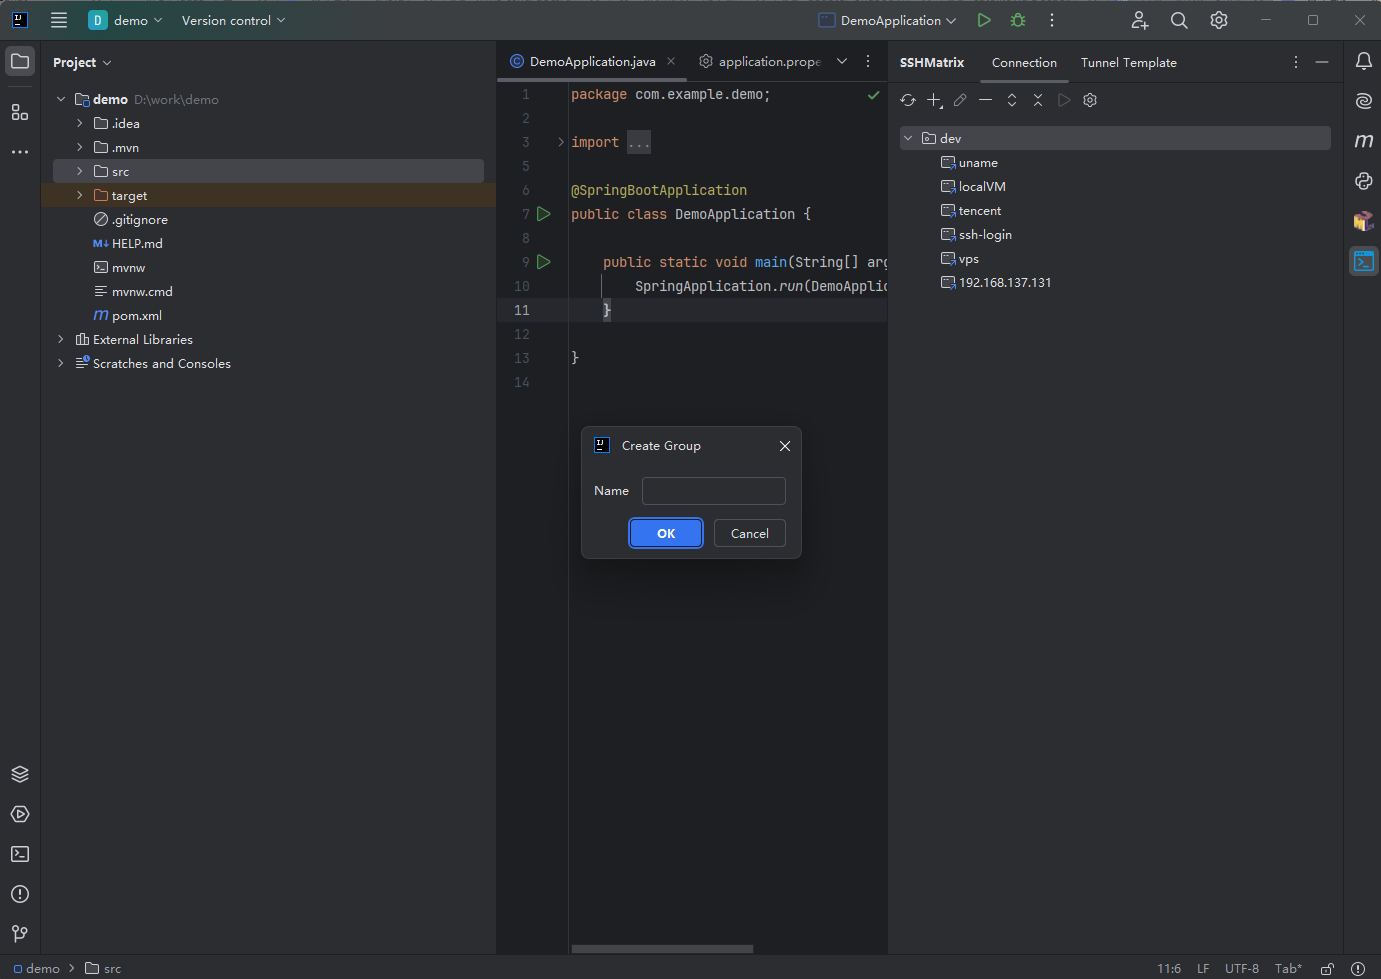 D demo Version control DemoApplication
Project
demo D:\work\demo
.idea
.mvn
src
target
.gitignore
M↓ HELP.md
mvnw
mvnw.cmd
m pom.xml
External Libraries
Scratches and Consoles
DemoApplication.java application.prope
1 package com.example.demo;
2
3 import ...
5
6 @SpringBootApplication
7 public class DemoApplication {
8
9 public static void main(String[] arg
10 SpringApplication.run(DemoApplic
11 }
12
13 }
14
SSHMatrix Connection Tunnel Template
dev
uname
localVM
tencent
ssh-login
vps
192.168.137.131
m
Create Group
Name
OK Cancel
demo src 11:6 LF UTF-8 Tab*